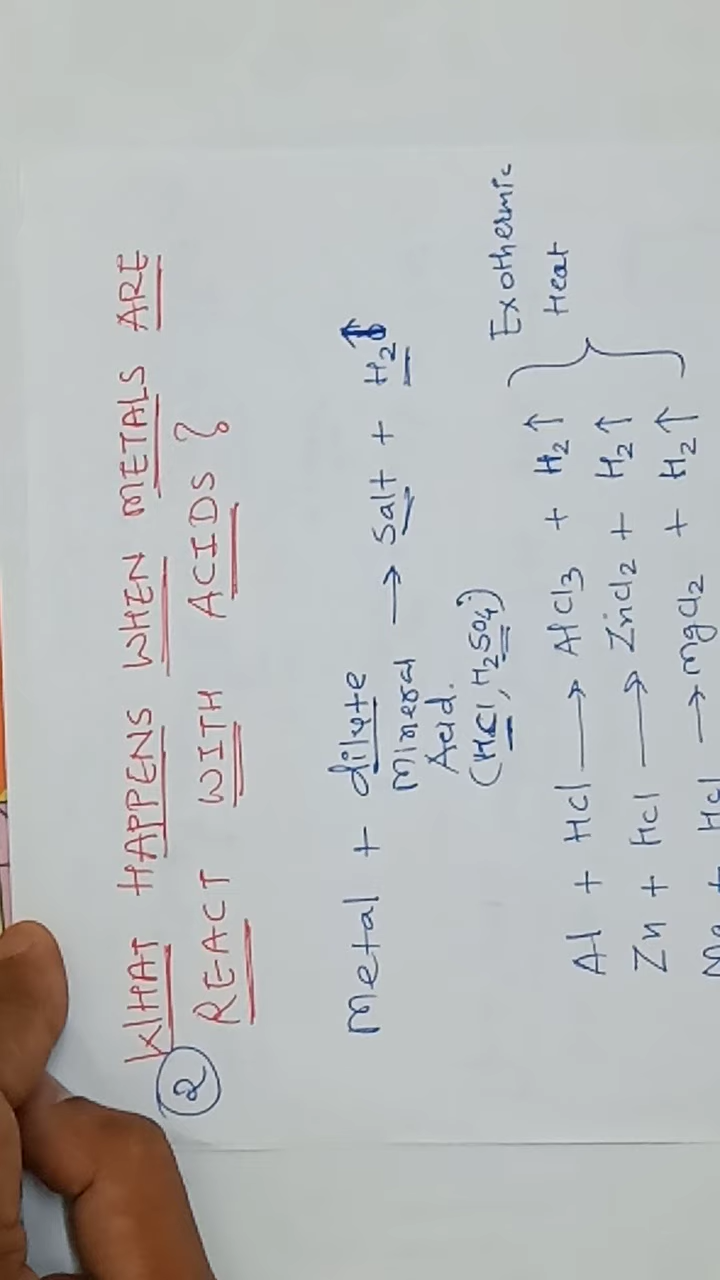 WHAT HAPPENS WHEN METALS ARE
② REACT WITH ACIDS ?
Metal + dilute → Salt + H₂↑
Mineral
Acid.
(HCl, H₂SO₄)
Exothermic
Heat
Al + HCl → AlCl₃ + H₂↑
Zn + HCl → ZnCl₂ + H₂↑
Mg + HCl → MgCl₂ + H₂↑